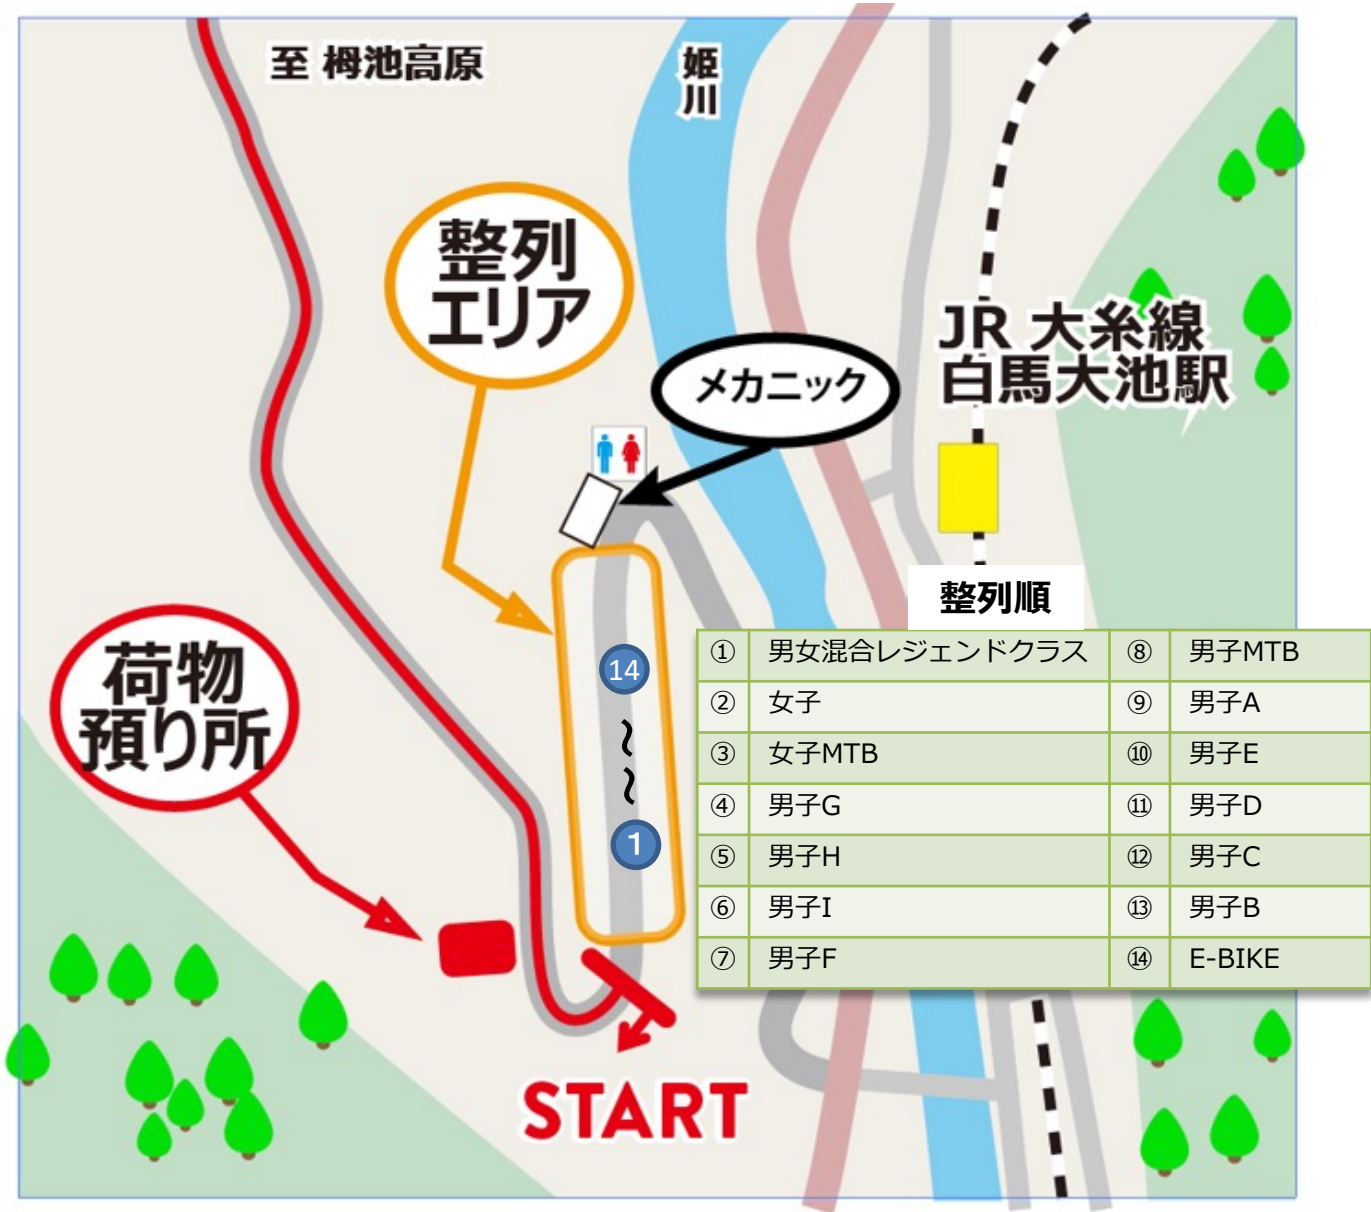 至 栂池高原
姫
川
整列
エリア
メカニック
JR 大糸線
白馬大池駅
整列順
荷物
預り所
14
～
～
1
① 男女混合レジェンドクラス ⑧ 男子MTB
② 女子 ⑨ 男子A
③ 女子MTB ⑩ 男子E
④ 男子G ⑪ 男子D
⑤ 男子H ⑫ 男子C
⑥ 男子I ⑬ 男子B
⑦ 男子F ⑭ E-BIKE
START